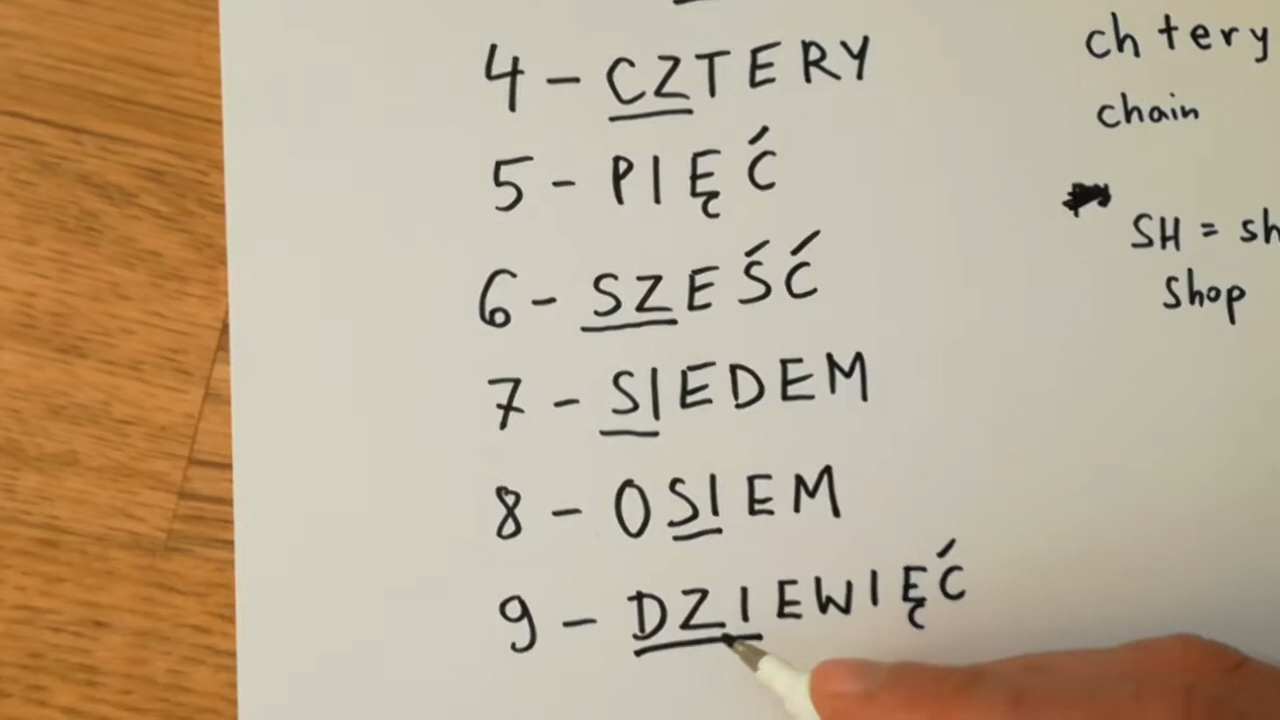 4 - CZTERY
5 - PIĘĆ
6 - SZEŚĆ
7 - SIEDEM
8 - OSIEM
9 - DZIEWIĘĆ
ch tery
chain
SH = sh
Shop